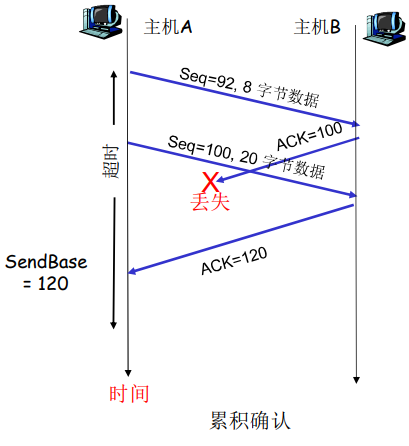 主机A
主机B
Seq=92, 8 字节数据
ACK=100
Seq=100, 20 字节数据
超时
X
丢失
SendBase
= 120
ACK=120
时间
累积确认